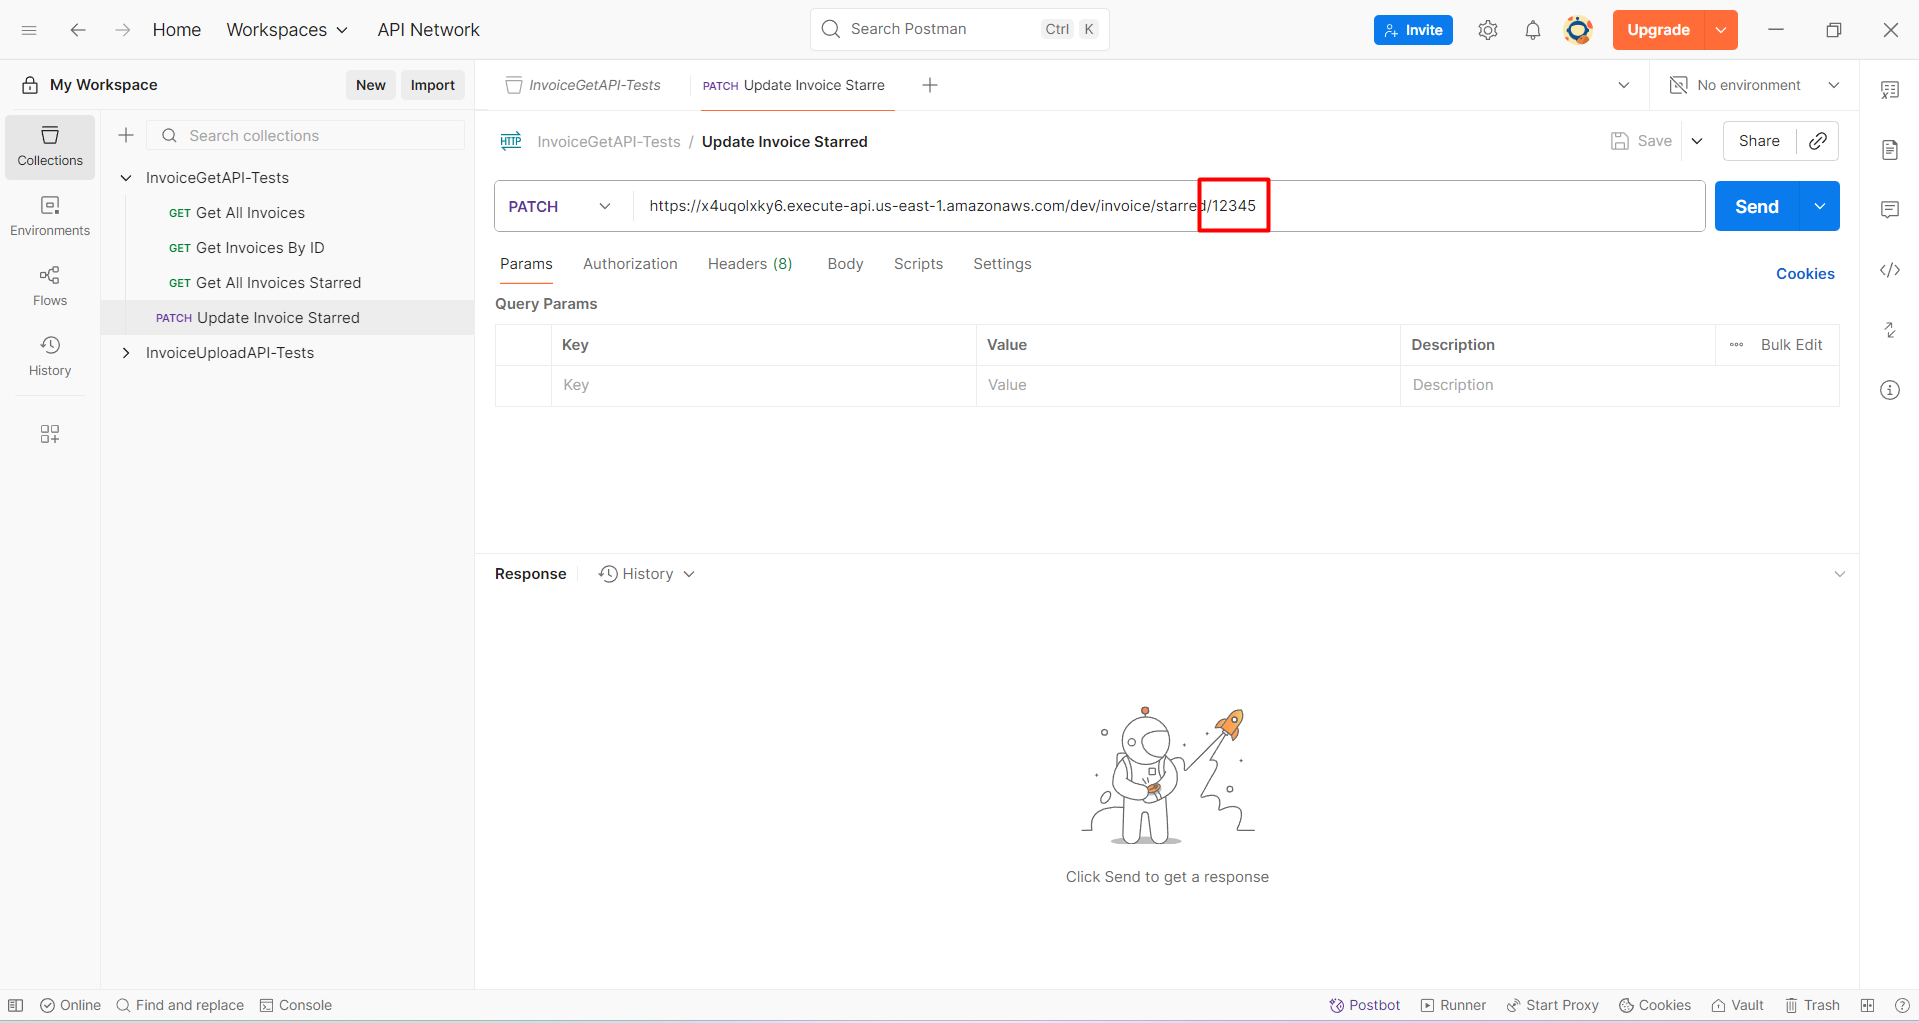 Home Workspaces API Network Search Postman Ctrl K Invite Upgrade
My Workspace New Import InvoiceGetAPI-Tests PATCH Update Invoice Starre No environment
Collections Search collections
InvoiceGetAPI-Tests / Update Invoice Starred Save Share
InvoiceGetAPI-Tests
GET Get All Invoices
PATCH https://x4uqolxky6.execute-api.us-east-1.amazonaws.com/dev/invoice/starred/12345 Send
Environments
GET Get Invoices By ID
GET Get All Invoices Starred
Params Authorization Headers (8) Body Scripts Settings Cookies
Flows
PATCH Update Invoice Starred
Query Params
History
InvoiceUploadAPI-Tests
Key Value Description Bulk Edit
Key Value Description
Response History
Click Send to get a response
Online Find and replace Console Postbot Runner Start Proxy Cookies Vault Trash